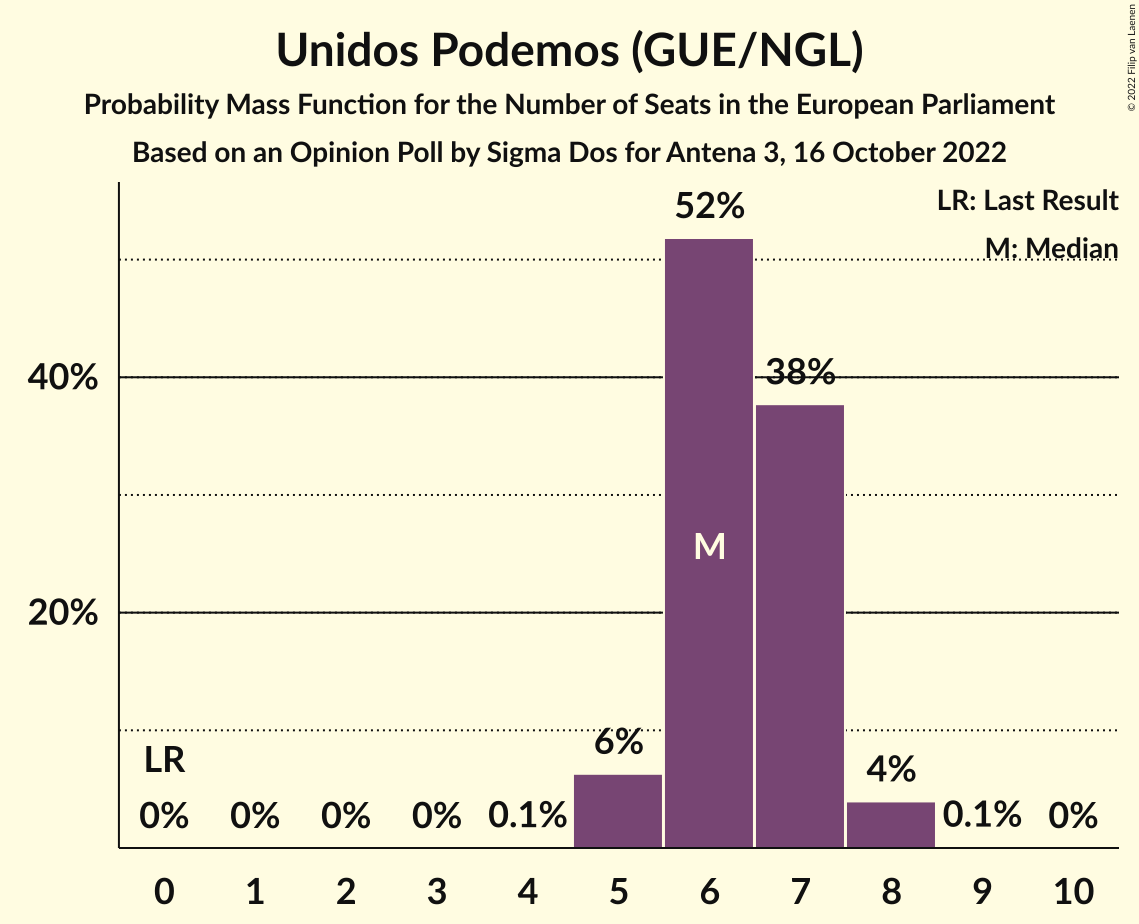 Unidos Podemos (GUE/NGL)
Probability Mass Function for the Number of Seats in the European Parliament
Based on an Opinion Poll by Sigma Dos for Antena 3, 16 October 2022
© 2022 Filip van Laenen
LR: Last Result
M: Median
52%
40%
38%
M
20%
6%
LR
4%
0% 0% 0% 0% 0.1% 0.1% 0%
0 1 2 3 4 5 6 7 8 9 10